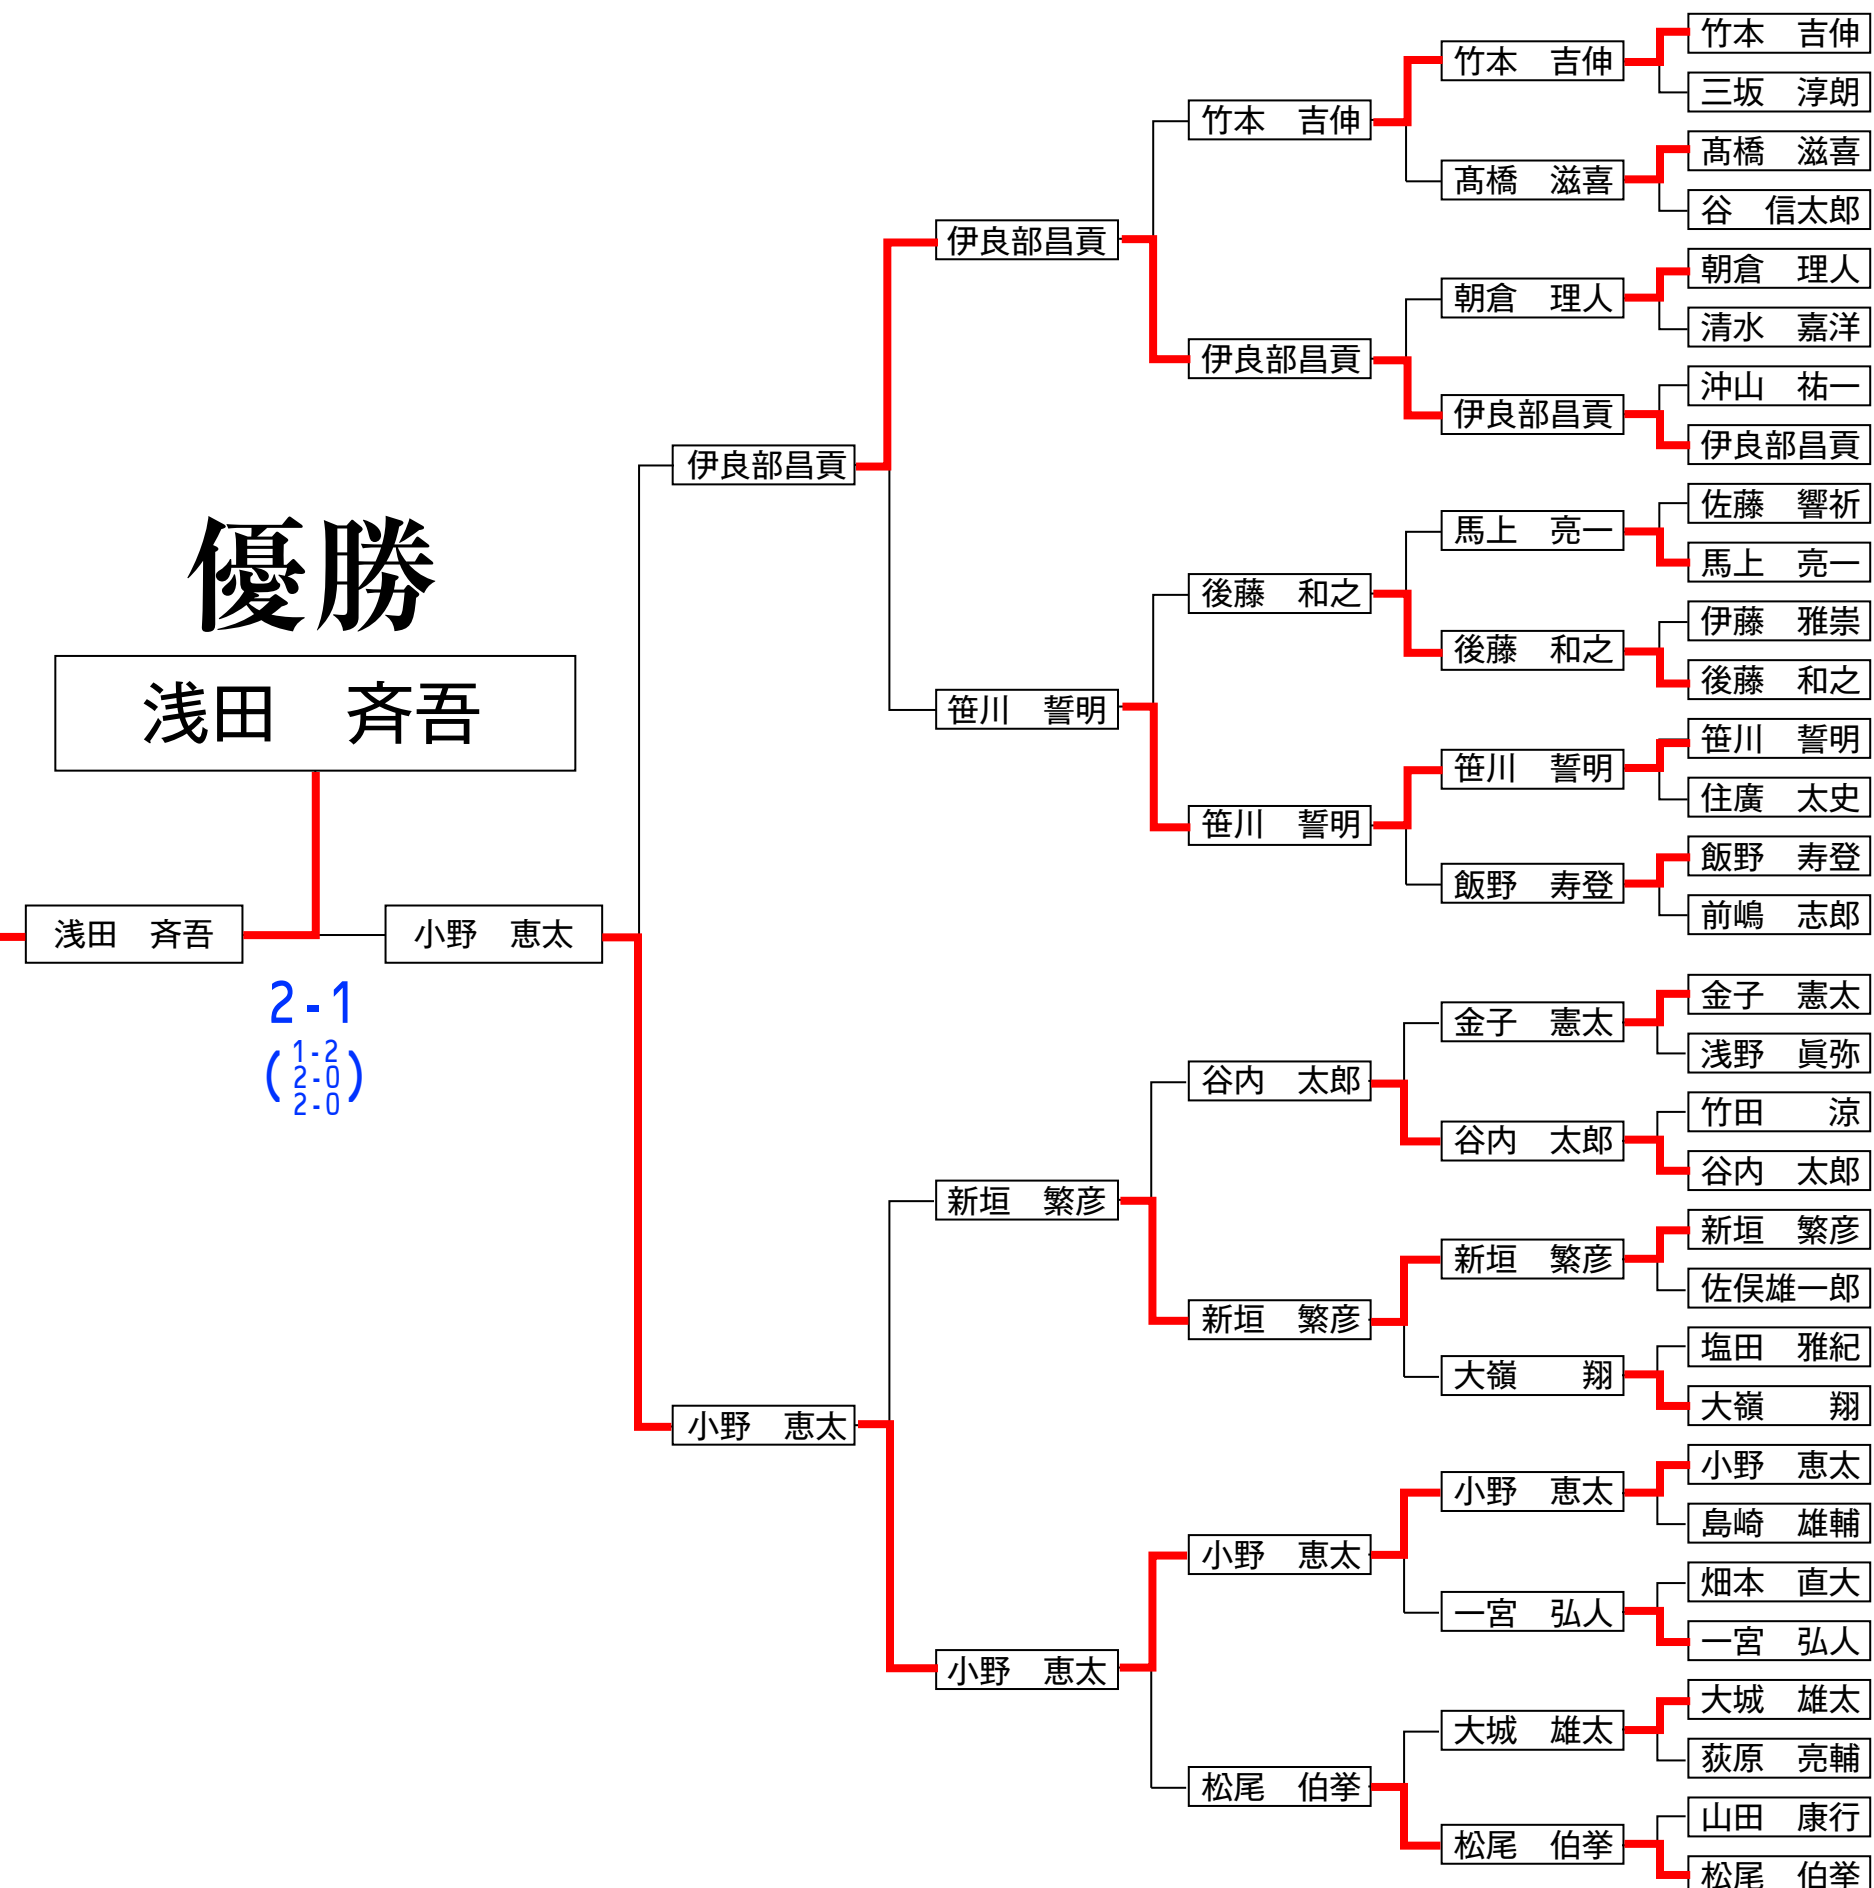 優勝
浅田　斉吾
浅田　斉吾
小野　恵太
2-1
(1-2
2-0
2-0)
伊良部昌貢
小野　恵太
伊良部昌貢
笹川　誓明
新垣　繁彦
小野　恵太
竹本　吉伸
伊良部昌貢
後藤　和之
笹川　誓明
谷内　太郎
新垣　繁彦
小野　恵太
松尾　伯挙
竹本　吉伸
髙橋　滋喜
朝倉　理人
伊良部昌貢
馬上　亮一
後藤　和之
笹川　誓明
飯野　寿登
金子　憲太
谷内　太郎
新垣　繁彦
大嶺　　翔
小野　恵太
一宮　弘人
大城　雄太
松尾　伯挙
竹本　吉伸
三坂　淳朗
髙橋　滋喜
谷　信太郎
朝倉　理人
清水　嘉洋
沖山　祐一
伊良部昌貢
佐藤　響祈
馬上　亮一
伊藤　雅崇
後藤　和之
笹川　誓明
住廣　太史
飯野　寿登
前嶋　志郎
金子　憲太
浅野　眞弥
竹田　　涼
谷内　太郎
新垣　繁彦
佐俣雄一郎
塩田　雅紀
大嶺　　翔
小野　恵太
島崎　雄輔
畑本　直大
一宮　弘人
大城　雄太
荻原　亮輔
山田　康行
松尾　伯挙